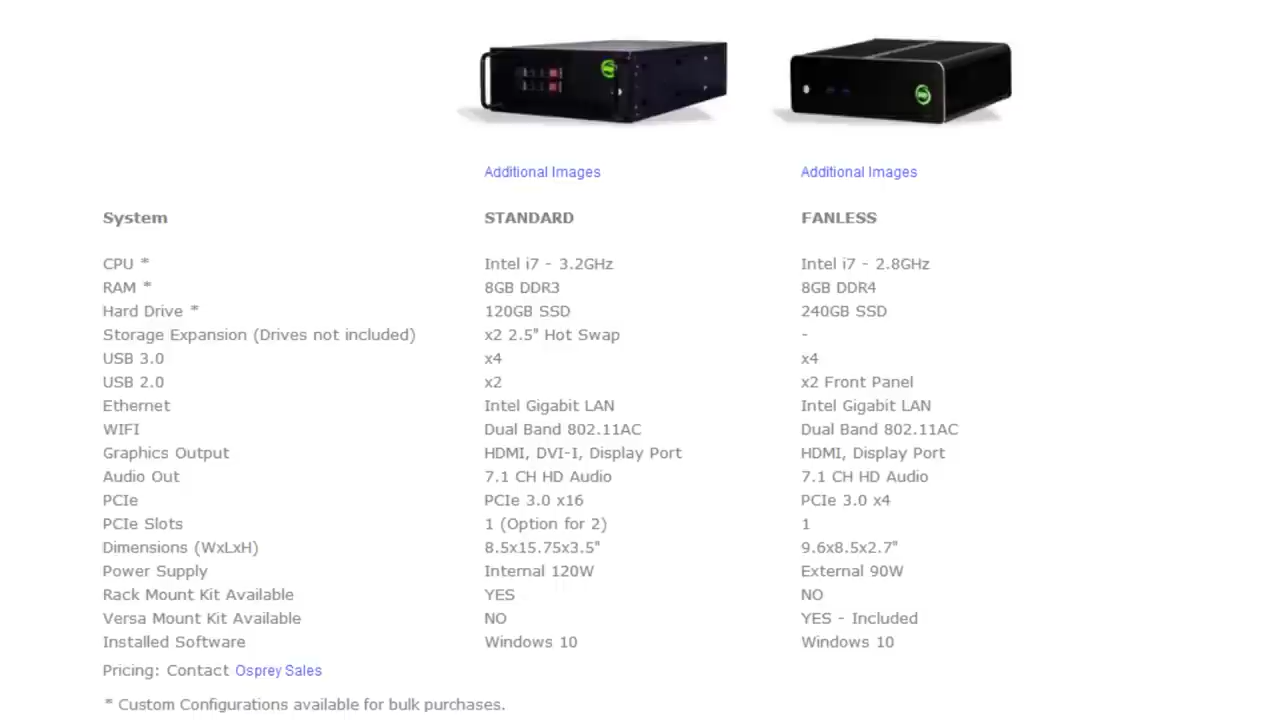 Additional Images Additional Images
System STANDARD FANLESS
CPU * Intel i7 - 3.2GHz Intel i7 - 2.8GHz
RAM * 8GB DDR3 8GB DDR4
Hard Drive * 120GB SSD 240GB SSD
Storage Expansion (Drives not included) x2 2.5" Hot Swap -
USB 3.0 x4 x4
USB 2.0 x2 x2 Front Panel
Ethernet Intel Gigabit LAN Intel Gigabit LAN
WIFI Dual Band 802.11AC Dual Band 802.11AC
Graphics Output HDMI, DVI-I, Display Port HDMI, Display Port
Audio Out 7.1 CH HD Audio 7.1 CH HD Audio
PCIe PCIe 3.0 x16 PCIe 3.0 x4
PCIe Slots 1 (Option for 2) 1
Dimensions (WxLxH) 8.5x15.75x3.5" 9.6x8.5x2.7"
Power Supply Internal 120W External 90W
Rack Mount Kit Available YES NO
Versa Mount Kit Available NO YES - Included
Installed Software Windows 10 Windows 10
Pricing: Contact Osprey Sales
* Custom Configurations available for bulk purchases.